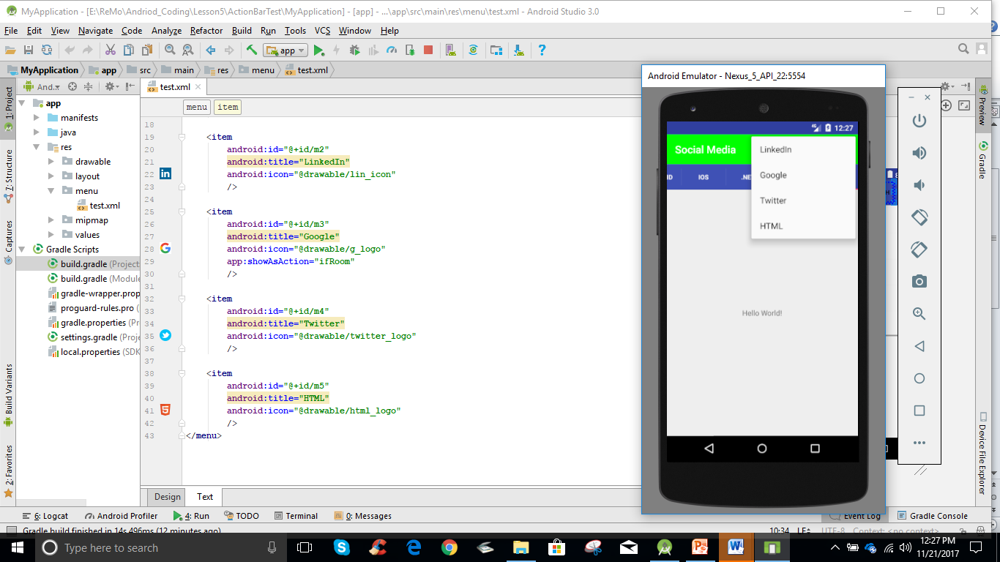 MyApplication - [E:\ReMo\Andriod_Coding\Lesson5\ActionBarTest\MyApplication] - [app] - ...\app\src\main\res\menu\test.xml - Android Studio 3.0
File Edit View Navigate Code Analyze Refactor Build Run Tools VCS Window Help
app
MyApplication app src main res menu test.xml
And..
test.xml
menu item
1: Project
Z: Structure
Captures
Build Variants
2: Favorites
app
manifests
java
res
drawable
layout
menu
test.xml
mipmap
values
Gradle Scripts
build.gradle (Project
build.gradle (Module
gradle-wrapper.prop
proguard-rules.pro (
gradle.properties (Pr
settings.gradle (Proje
local.properties (SDK
18
19 <item
20 android:id="@+id/m2"
21 android:title="LinkedIn"
22 android:icon="@drawable/lin_icon"
23 />
24
25 <item
26 android:id="@+id/m3"
27 android:title="Google"
28 android:icon="@drawable/g_logo"
29 app:showAsAction="ifRoom"
30 />
31
32 <item
33 android:id="@+id/m4"
34 android:title="Twitter"
35 android:icon="@drawable/twitter_logo"
36 />
37
38 <item
39 android:id="@+id/m5"
40 android:title="HTML"
41 android:icon="@drawable/html_logo"
42 />
43 </menu>
Design Text
Android Emulator - Nexus_5_API_22:5554
4G 12:27
Social Media
ND IOS .NE
LinkedIn
Google
Twitter
HTML
Hello World!
Preview
Gradle
Device File Explorer
6: Logcat Android Profiler 4: Run TODO Terminal 0: Messages Event Log Gradle Console
Gradle build finished in 14s 496ms (12 minutes ago) 10:34 LF UTF-8 Context: <no context>
Type here to search
12:27 PM
11/21/2017